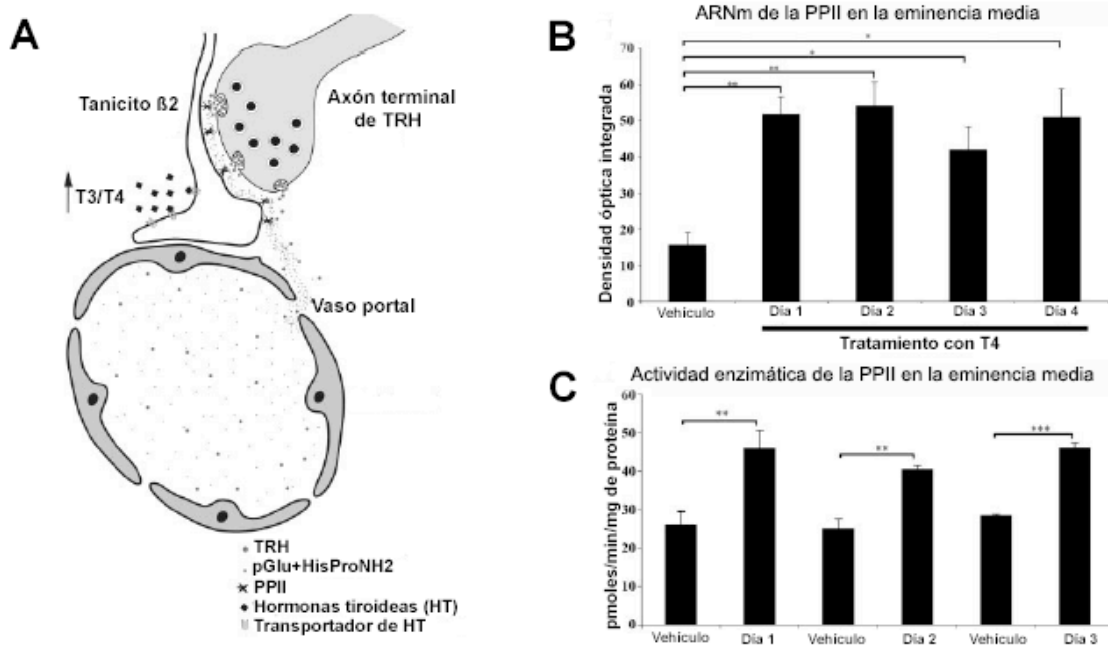 A
Tanicito ß2
Axón terminal
de TRH
T3/T4
Vaso portal
TRH
pGlu+HisProNH2
PPII
Hormonas tiroideas (HT)
Transportador de HT
B
ARNm de la PPII en la eminencia media
Densidad óptica integrada
70
60
50
40
30
20
10
0
*
*
**
**
Vehículo
Día 1
Día 2
Día 3
Día 4
Tratamiento con T4
C
Actividad enzimática de la PPII en la eminencia media
pmoles/min/mg de proteína
60
50
40
30
20
10
0
**
**
***
Vehículo
Día 1
Vehículo
Día 2
Vehículo
Día 3